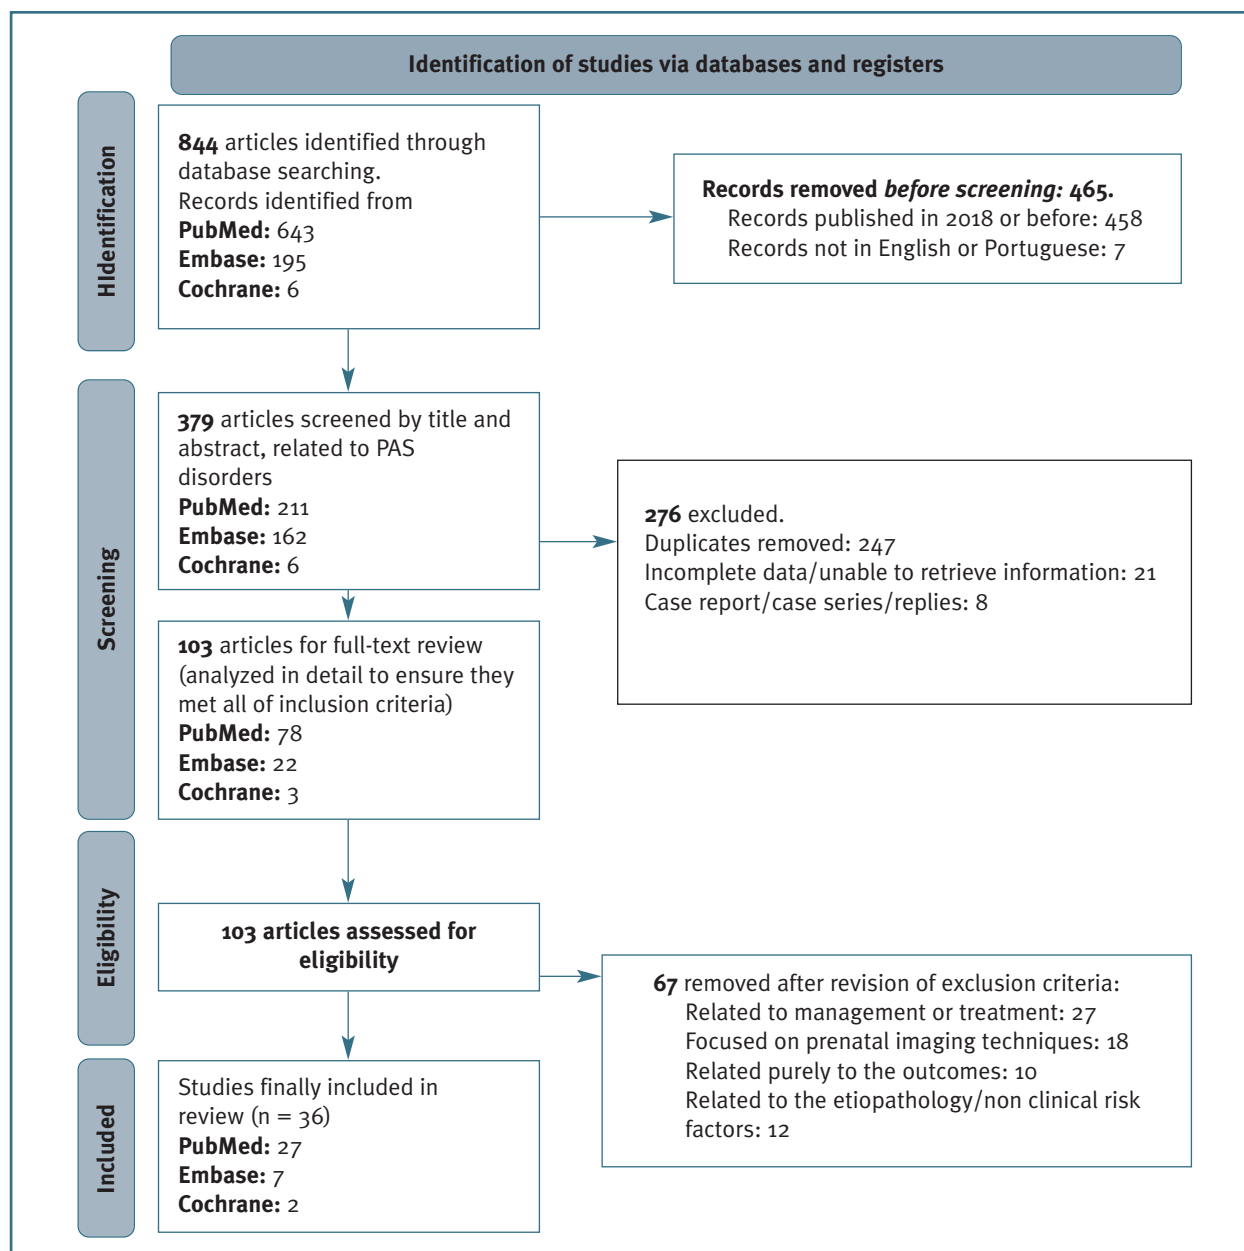 Identification of studies via databases and registers
HIdentification
844 articles identified through
database searching.
Records identified from
PubMed: 643
Embase: 195
Cochrane: 6
Records removed before screening: 465.
Records published in 2018 or before: 458
Records not in English or Portuguese: 7
Screening
379 articles screened by title and
abstract, related to PAS
disorders
PubMed: 211
Embase: 162
Cochrane: 6
276 excluded.
Duplicates removed: 247
Incomplete data/unable to retrieve information: 21
Case report/case series/replies: 8
103 articles for full-text review
(analyzed in detail to ensure they
met all of inclusion criteria)
PubMed: 78
Embase: 22
Cochrane: 3
Eligibility
103 articles assessed for
eligibility
67 removed after revision of exclusion criteria:
Related to management or treatment: 27
Focused on prenatal imaging techniques: 18
Related purely to the outcomes: 10
Related to the etiopathology/non clinical risk
factors: 12
Included
Studies finally included in
review (n = 36)
PubMed: 27
Embase: 7
Cochrane: 2